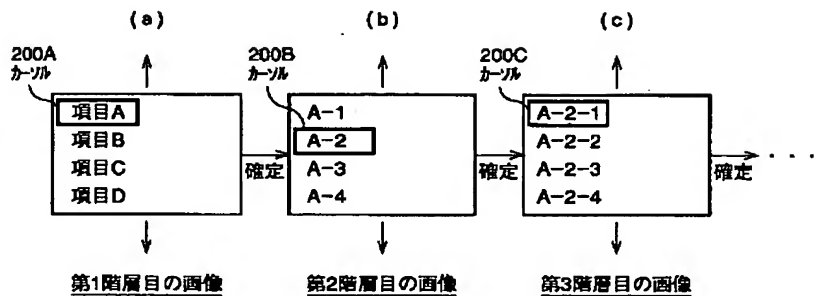 (a)
(b)
(c)
200A
カーソル
200B
カーソル
200C
カーソル
項目A
項目B
項目C
項目D
確定
A-1
A-2
A-3
A-4
確定
A-2-1
A-2-2
A-2-3
A-2-4
確定
・・・
第1階層目の画像
第2階層目の画像
第3階層目の画像